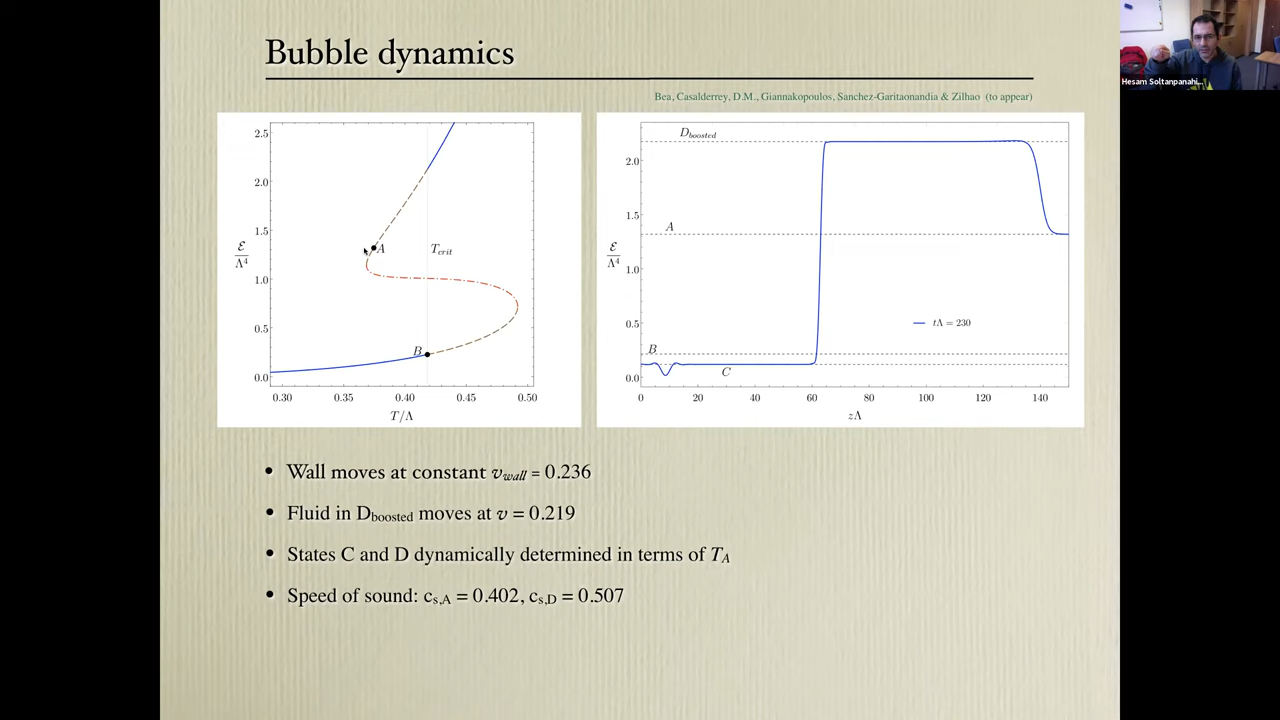 Bubble dynamics
Hesam Soltanpanahi...
Bea, Casalderrey, D.M., Giannakopoulos, Sanchez-Garitaonandia & Zilhao (to appear)
2.5
2.0
1.5
1.0
0.5
0.0
ℰ
Λ⁴
A
T_crit
B
0.30 0.35 0.40 0.45 0.50
T/Λ
D_boosted
2.0
1.5
1.0
0.5
0.0
ℰ
Λ⁴
A
tΛ = 230
B
C
0 20 40 60 80 100 120 140
zΛ
• Wall moves at constant v_wall = 0.236
• Fluid in D_boosted moves at v = 0.219
• States C and D dynamically determined in terms of T_A
• Speed of sound: c_s,A = 0.402, c_s,D = 0.507